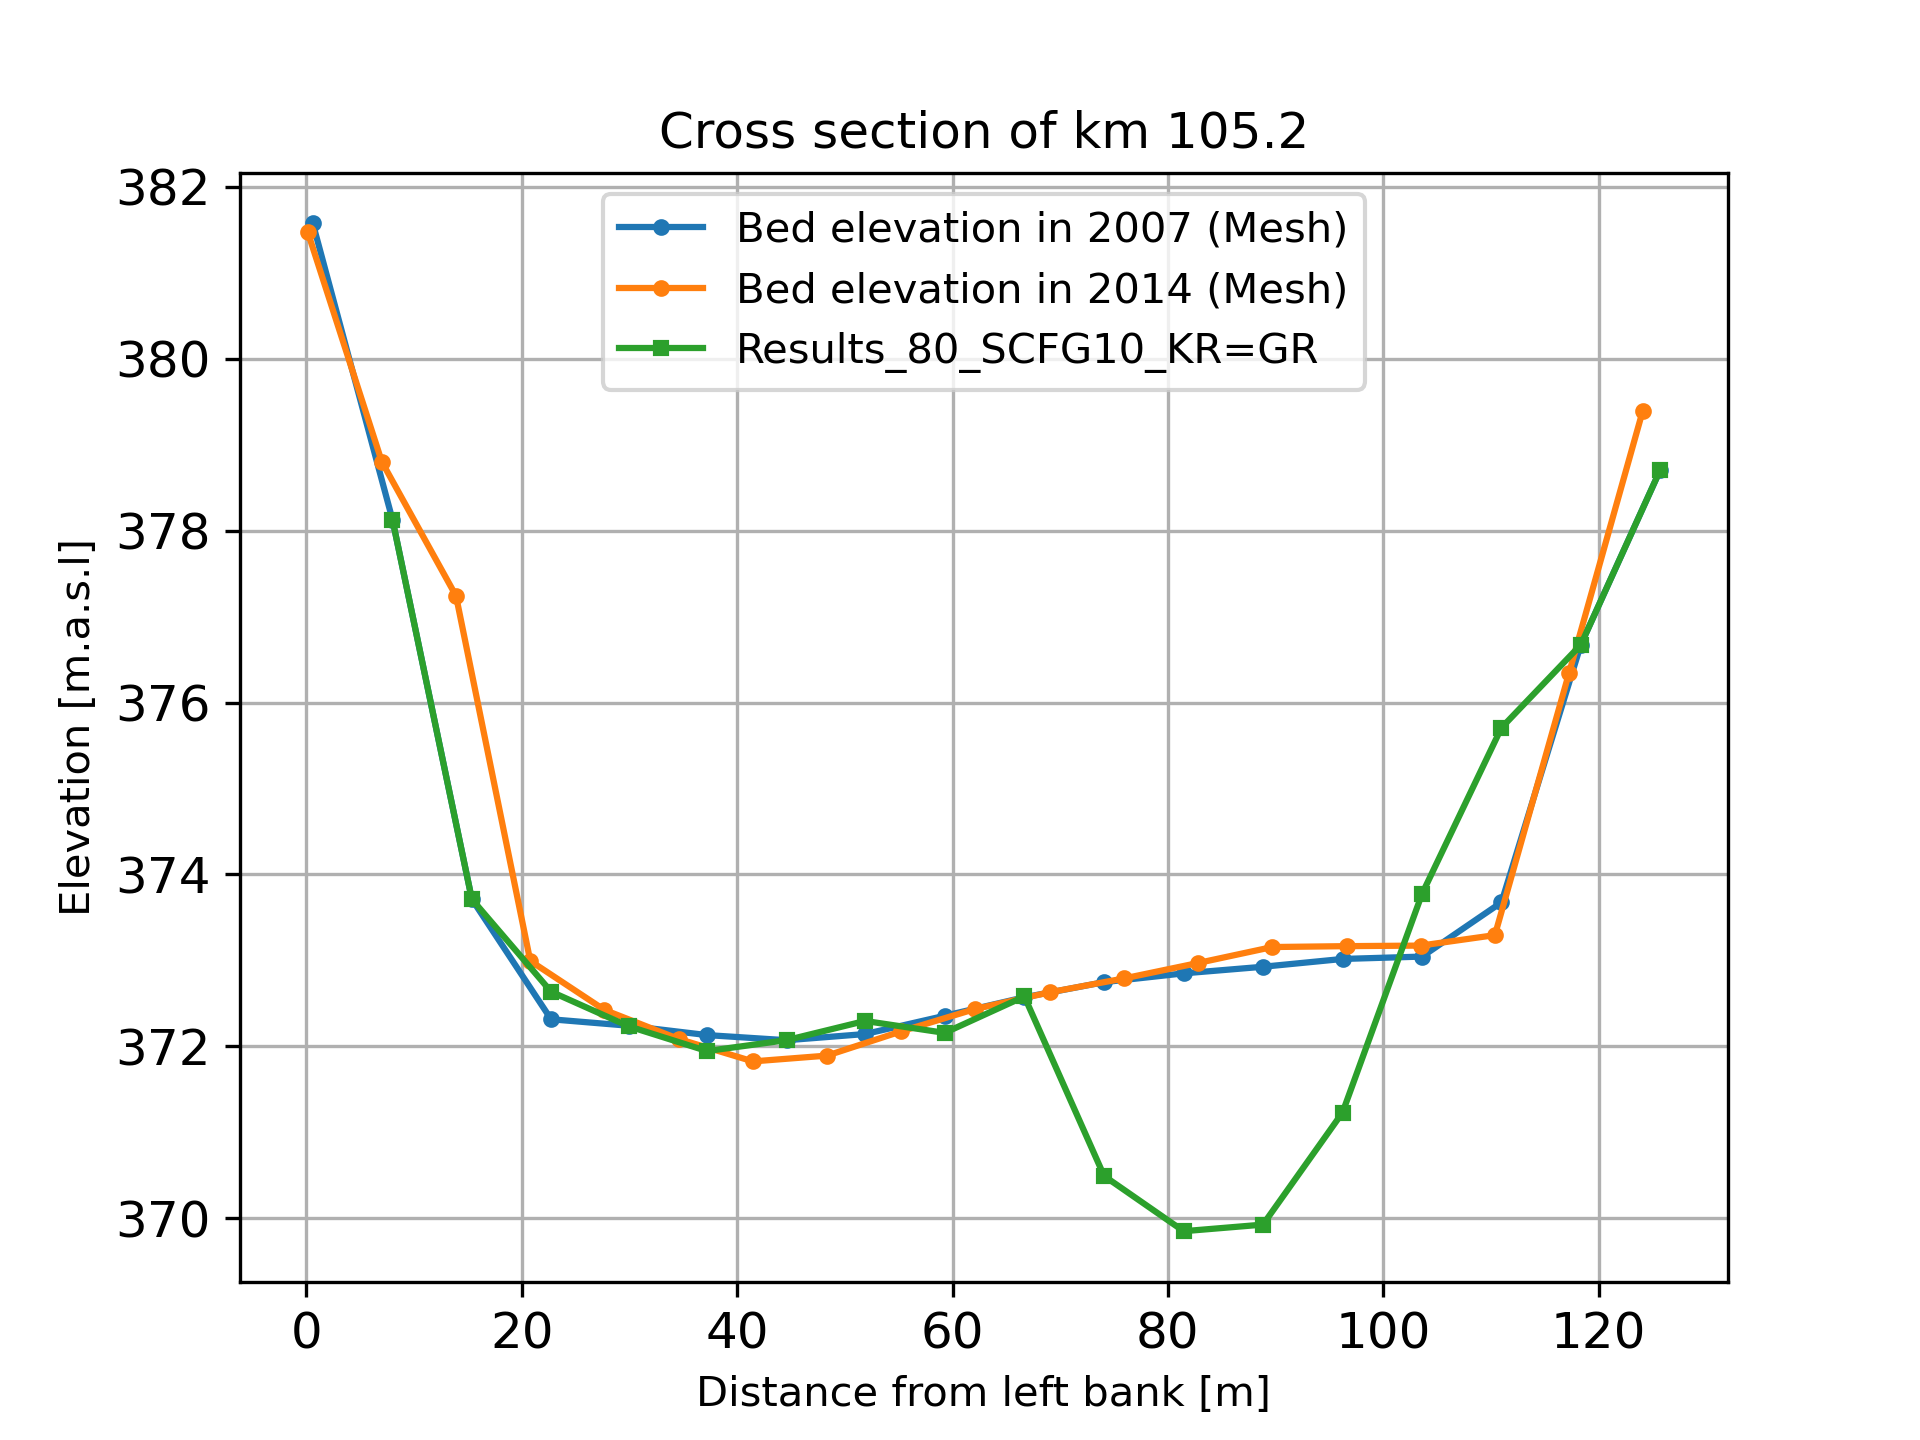 Cross section of km 105.2
Bed elevation in 2007 (Mesh)
Bed elevation in 2014 (Mesh)
Results_80_SCFG10_KR=GR
Elevation [m.a.s.l]
382
380
378
376
374
372
370
0 20 40 60 80 100 120
Distance from left bank [m]